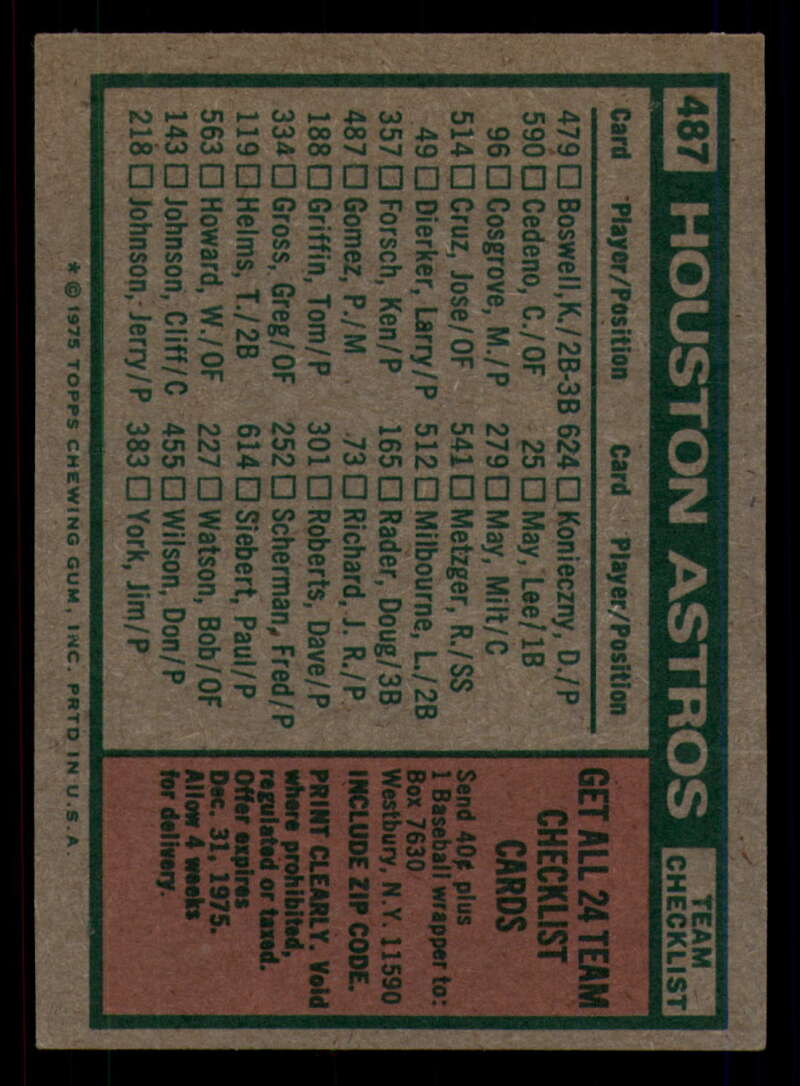 487 HOUSTON ASTROS TEAM CHECKLIST
Card Player/Position Card Player/Position
479 Boswell,K./2B-3B 624 Konieczny, D./P
590 Cedeno, C./OF 25 May, Lee/1B
96 Cosgrove, M./P 279 May, Milt/C
514 Cruz, Jose/OF 541 Metzger, R./SS
49 Dierker, Larry/P 512 Milbourne, L./2B
357 Forsch, Ken/P 165 Rader, Doug/3B
487 Gomez, P./M 73 Richard, J. R./P
188 Griffin, Tom/P 301 Roberts, Dave/P
334 Gross, Greg/OF 252 Scherman, Fred/P
119 Helms, T./2B 614 Siebert, Paul/P
563 Howard, W./OF 227 Watson, Bob/OF
143 Johnson, Cliff/C 455 Wilson, Don/P
218 Johnson, Jerry/P 383 York, Jim/P
GET ALL 24 TEAM
CHECKLIST
CARDS
Send 40¢ plus
1 Baseball wrapper to:
Box 7630
Westbury, N.Y. 11590
INCLUDE ZIP CODE.
PRINT CLEARLY. Void
where prohibited,
regulated or taxed.
Offer expires
Dec. 31, 1975.
Allow 4 weeks
for delivery.
* © 1975 TOPPS CHEWING GUM, INC. PRTD IN U.S.A.